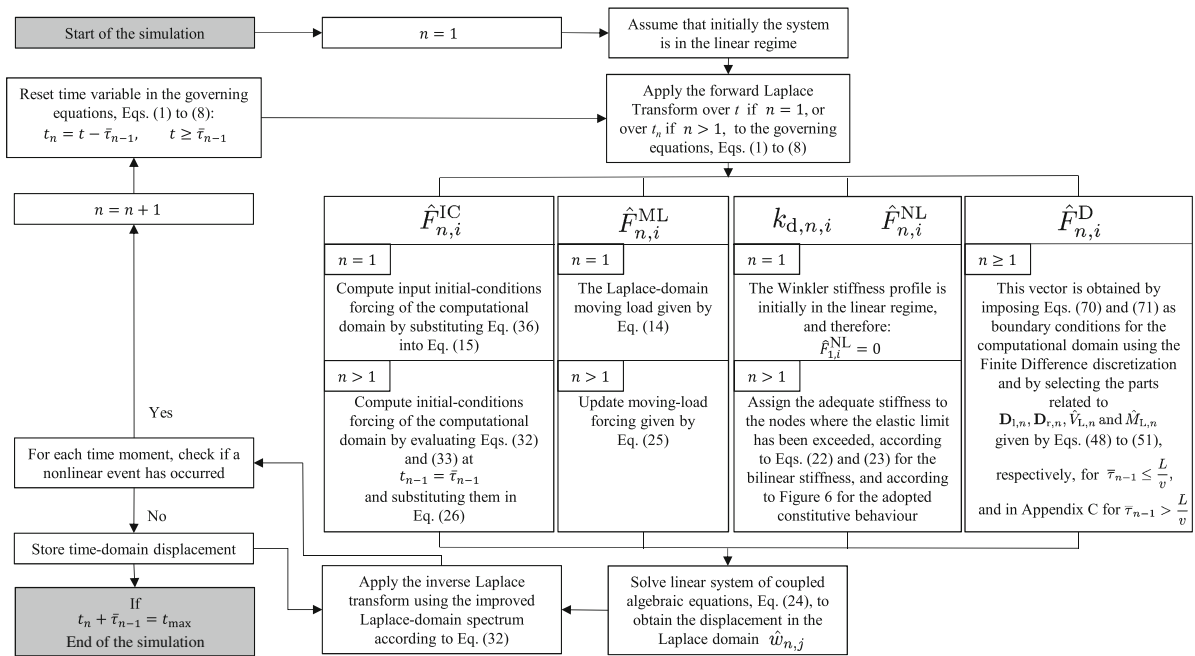 Start of the simulation
n = 1
Assume that initially the system
is in the linear regime
Reset time variable in the governing
equations, Eqs. (1) to (8):
tₙ = t − τ̄ₙ₋₁, t ≥ τ̄ₙ₋₁
Apply the forward Laplace
Transform over t if n = 1, or
over tₙ if n > 1, to the governing
equations, Eqs. (1) to (8)
n = n + 1
F̂ᴵᶜₙ,ᵢ
n = 1
Compute input initial-conditions
forcing of the computational
domain by substituting Eq. (36)
into Eq. (15)
n > 1
Compute initial-conditions
forcing of the computational
domain by evaluating Eqs. (32)
and (33) at
tₙ₋₁ = τ̄ₙ₋₁
and substituting them in
Eq. (26)
F̂ᴹᴸₙ,ᵢ
n = 1
The Laplace-domain
moving load given by
Eq. (14)
n > 1
Update moving-load
forcing given by
Eq. (25)
k_{d,n,i} F̂ᴺᴸₙ,ᵢ
n = 1
The Winkler stiffness profile is
initially in the linear regime,
and therefore:
F̂ᴺᴸ₁,ᵢ = 0
n > 1
Assign the adequate stiffness to
the nodes where the elastic limit
has been exceeded, according
to Eqs. (22) and (23) for the
bilinear stiffness, and according
to Figure 6 for the adopted
constitutive behaviour
F̂ᴰₙ,ᵢ
n ≥ 1
This vector is obtained by
imposing Eqs. (70) and (71) as
boundary conditions for the
computational domain using the
Finite Difference discretization
and by selecting the parts
related to
D_{l,n}, D_{r,n}, V̂_{L,n} and M̂_{L,n}
given by Eqs. (48) to (51),
respectively, for τ̄ₙ₋₁ ≤ L/v,
and in Appendix C for τ̄ₙ₋₁ > L/v
Yes
For each time moment, check if a
nonlinear event has occurred
No
Store time-domain displacement
If
tₙ + τ̄ₙ₋₁ = t_{max}
End of the simulation
Apply the inverse Laplace
transform using the improved
Laplace-domain spectrum
according to Eq. (32)
Solve linear system of coupled
algebraic equations, Eq. (24), to
obtain the displacement in the
Laplace domain ŵ_{n,j}